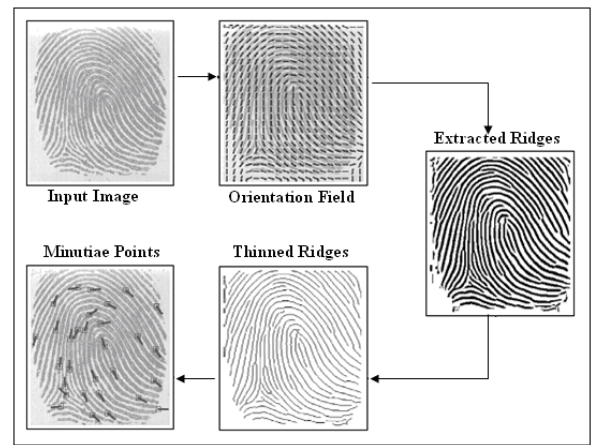 Input Image
Orientation Field
Extracted Ridges
Thinned Ridges
Minutiae Points